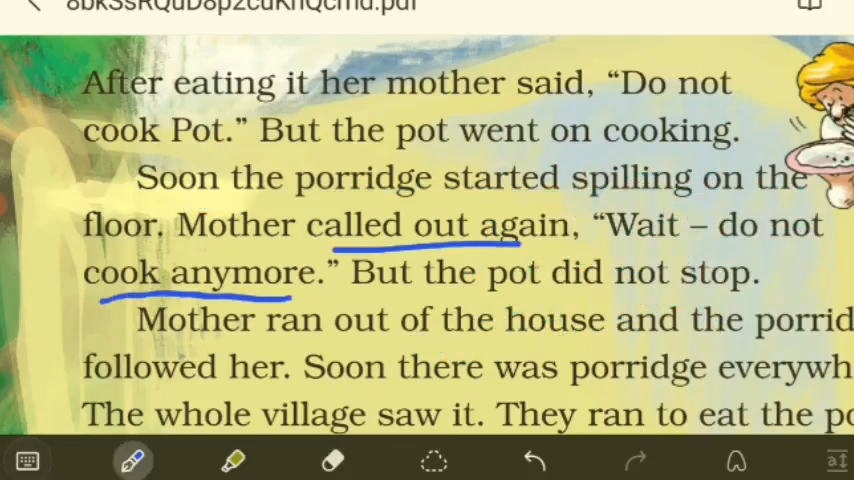 8bkSsRQuD8p2cuKnQcmd.pdf
After eating it her mother said, “Do not
cook Pot.” But the pot went on cooking.
Soon the porridge started spilling on the
floor. Mother called out again, “Wait – do not
cook anymore.” But the pot did not stop.
Mother ran out of the house and the porrid
followed her. Soon there was porridge everywh
The whole village saw it. They ran to eat the po